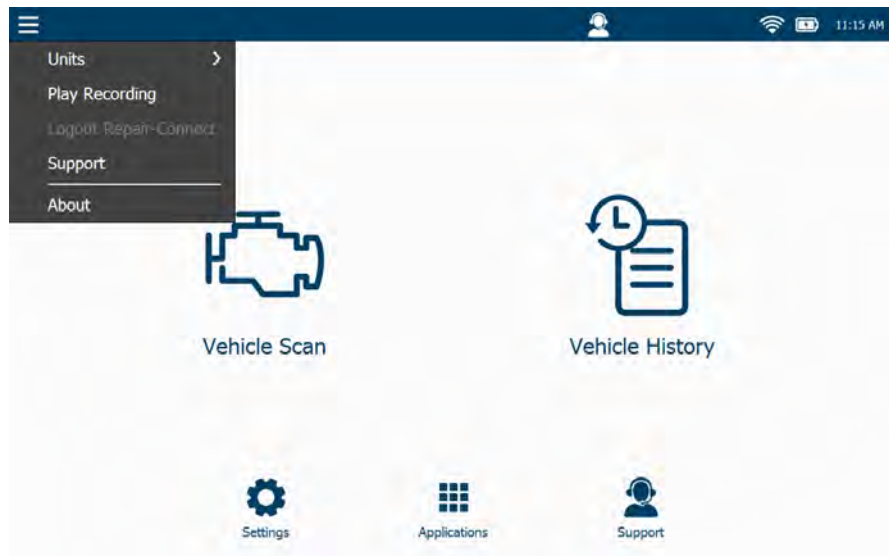 11:15 AM
Units
Play Recording
Logout Repair-Connect
Support
About
Vehicle Scan
Vehicle History
Settings
Applications
Support